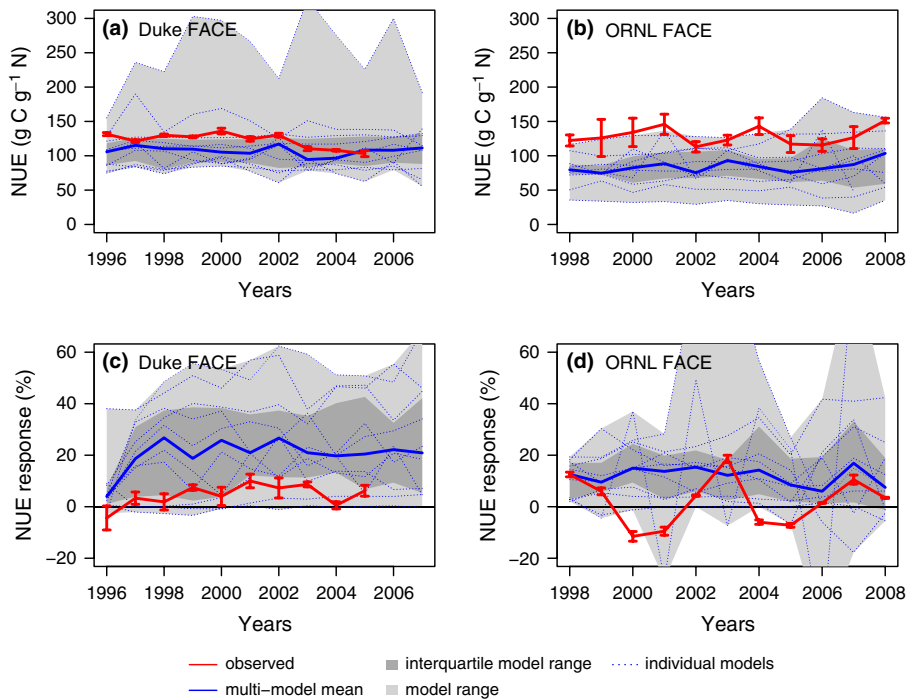 (a) Duke FACE
NUE (g C g⁻¹ N)
300
250
200
150
100
50
0
1996 1998 2000 2002 2004 2006
Years
(b) ORNL FACE
NUE (g C g⁻¹ N)
300
250
200
150
100
50
0
1998 2000 2002 2004 2006 2008
Years
(c) Duke FACE
NUE response (%)
60
40
20
0
−20
1996 1998 2000 2002 2004 2006
Years
(d) ORNL FACE
NUE response (%)
60
40
20
0
−20
1998 2000 2002 2004 2006 2008
Years
observed
multi−model mean
interquartile model range
model range
individual models